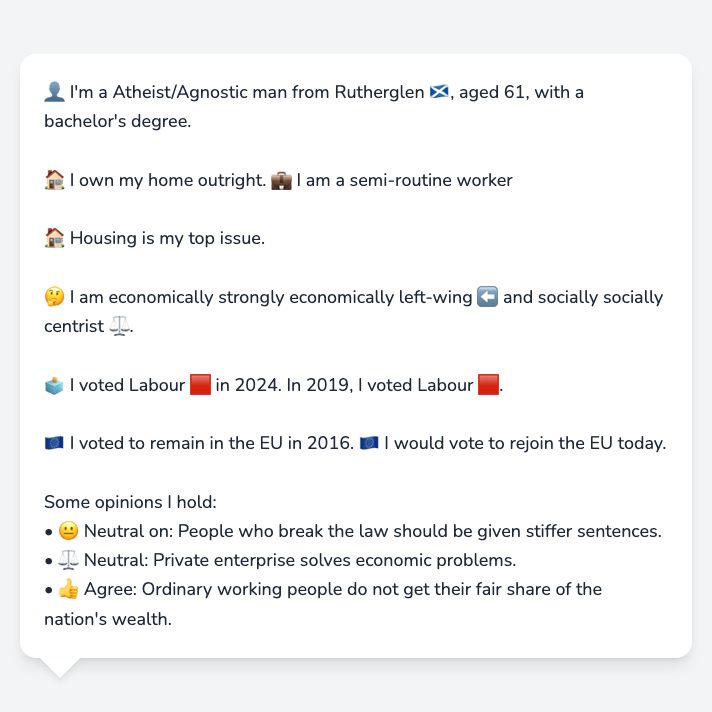 👤 I'm a Atheist/Agnostic man from Rutherglen 🏴󠁧󠁢󠁳󠁣󠁴󠁿, aged 61, with a
bachelor's degree.
🏠 I own my home outright. 💼 I am a semi-routine worker
🏠 Housing is my top issue.
🤔 I am economically strongly economically left-wing ⬅️ and socially socially
centrist ⚖️.
🗳️ I voted Labour 🟥 in 2024. In 2019, I voted Labour 🟥.
🇪🇺 I voted to remain in the EU in 2016. 🇪🇺 I would vote to rejoin the EU today.
Some opinions I hold:
• 😐 Neutral on: People who break the law should be given stiffer sentences.
• ⚖️ Neutral: Private enterprise solves economic problems.
• 👍 Agree: Ordinary working people do not get their fair share of the
nation's wealth.